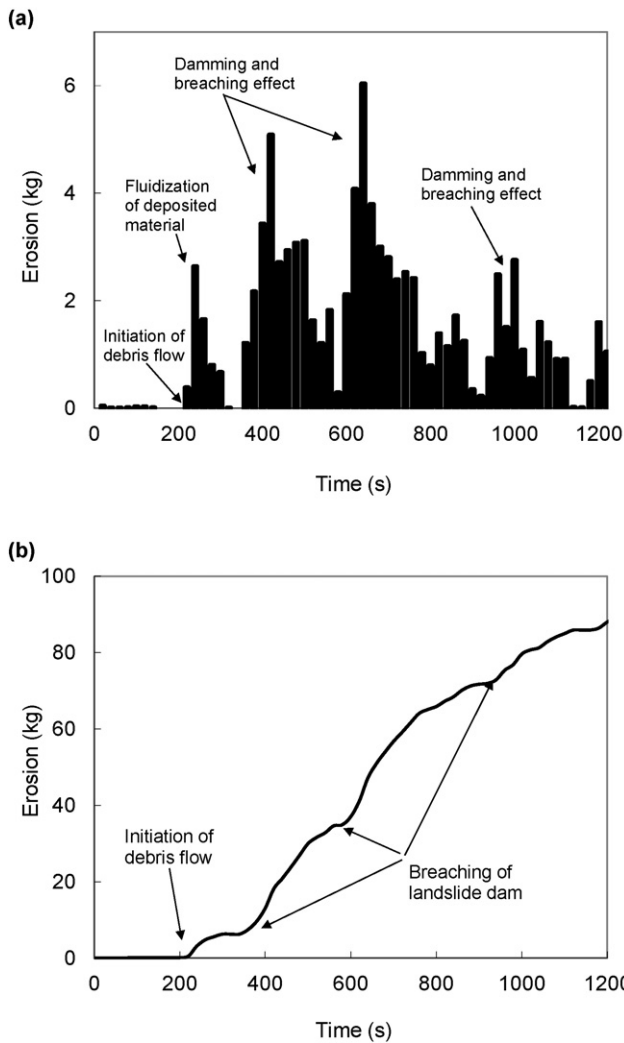 (a)
Erosion (kg)
6
4
2
0
Damming and
breaching effect
Fluidization
of deposited
material
Initiation of
debris flow
Damming and
breaching effect
0 200 400 600 800 1000 1200
Time (s)
(b)
Erosion (kg)
100
80
60
40
20
0
Initiation of
debris flow
Breaching of
landslide dam
0 200 400 600 800 1000 1200
Time (s)